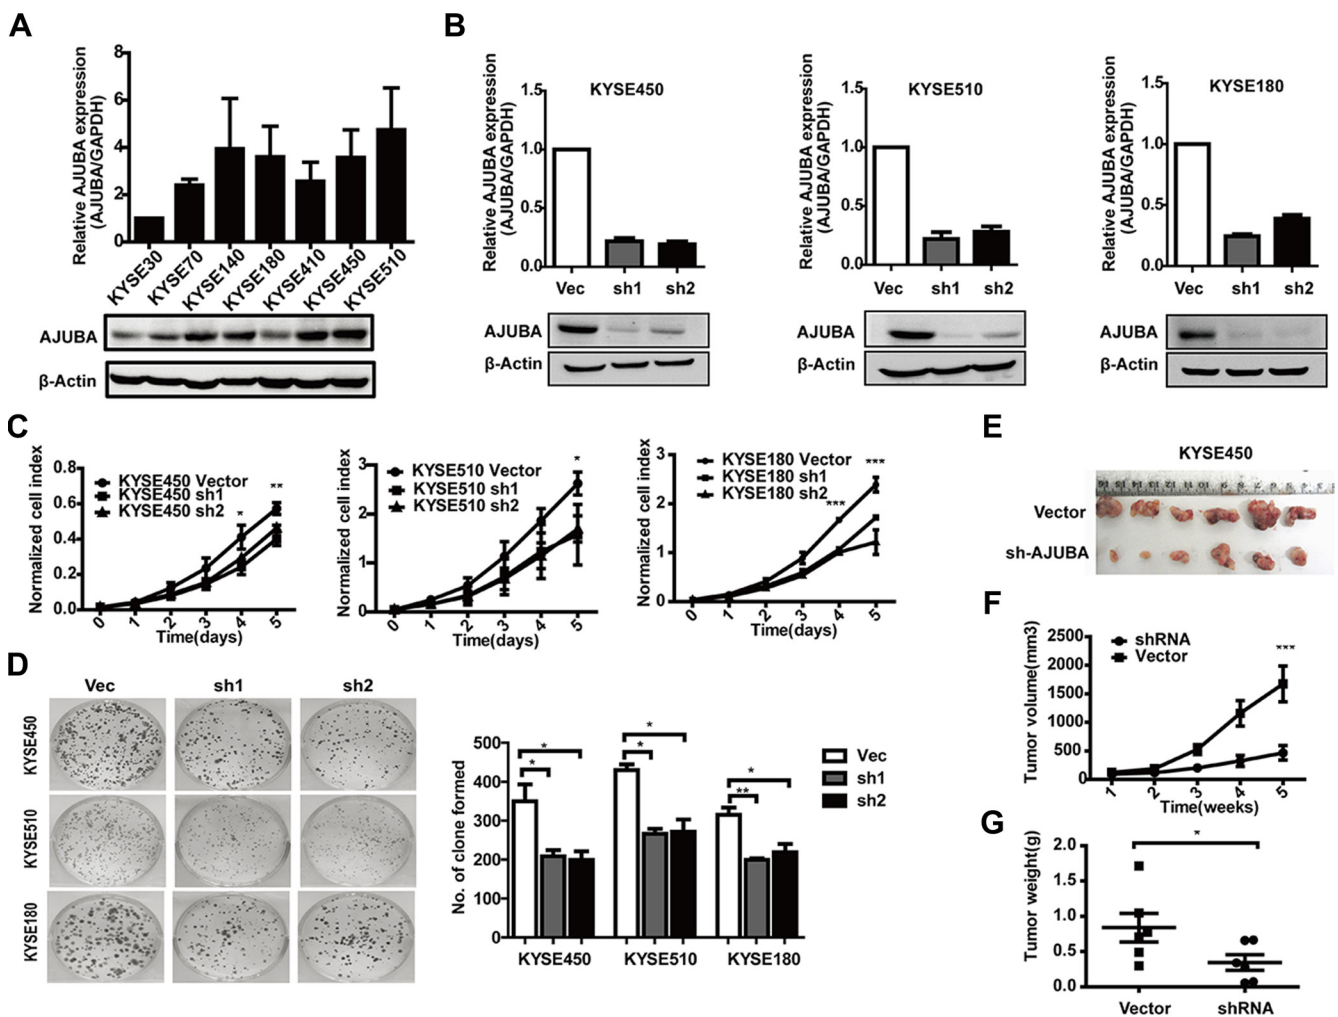 A
Relative AJUBA expression
(AJUBA/GAPDH)
8
6
4
2
0
KYSE30
KYSE70
KYSE140
KYSE180
KYSE410
KYSE450
KYSE510
AJUBA
β-Actin
B
Relative AJUBA expression
(AJUBA/GAPDH)
KYSE450
1.5
1.0
0.5
0.0
Vec sh1 sh2
AJUBA
β-Actin
Relative AJUBA expression
(AJUBA/GAPDH)
KYSE510
1.5
1.0
0.5
0.0
Vec sh1 sh2
AJUBA
β-Actin
Relative AJUBA expression
(AJUBA/GAPDH)
KYSE180
1.5
1.0
0.5
0.0
Vec sh1 sh2
AJUBA
β-Actin
C
Normalized cell index
0.8
0.6
0.4
0.2
0.0
KYSE450 Vector
KYSE450 sh1
KYSE450 sh2
*
**
0 1 2 3 4 5
Time(days)
Normalized cell index
3
2
1
0
KYSE510 Vector
KYSE510 sh1
KYSE510 sh2
*
0 1 2 3 4 5
Time(days)
Normalized cell index
3
2
1
0
KYSE180 Vector
KYSE180 sh1
KYSE180 sh2
***
***
0 1 2 3 4 5
Time(days)
D
Vec sh1 sh2
KYSE450
KYSE510
KYSE180
No. of clone formed
500
400
300
200
100
0
*
*
*
*
*
**
Vec
sh1
sh2
KYSE450 KYSE510 KYSE180
E
KYSE450
Vector
sh-AJUBA
F
Tumor volume(mm3)
2500
2000
1500
1000
500
0
shRNA
Vector
***
1 2 3 4 5
Time(weeks)
G
Tumor weight(g)
2.0
1.5
1.0
0.5
0.0
*
Vector shRNA